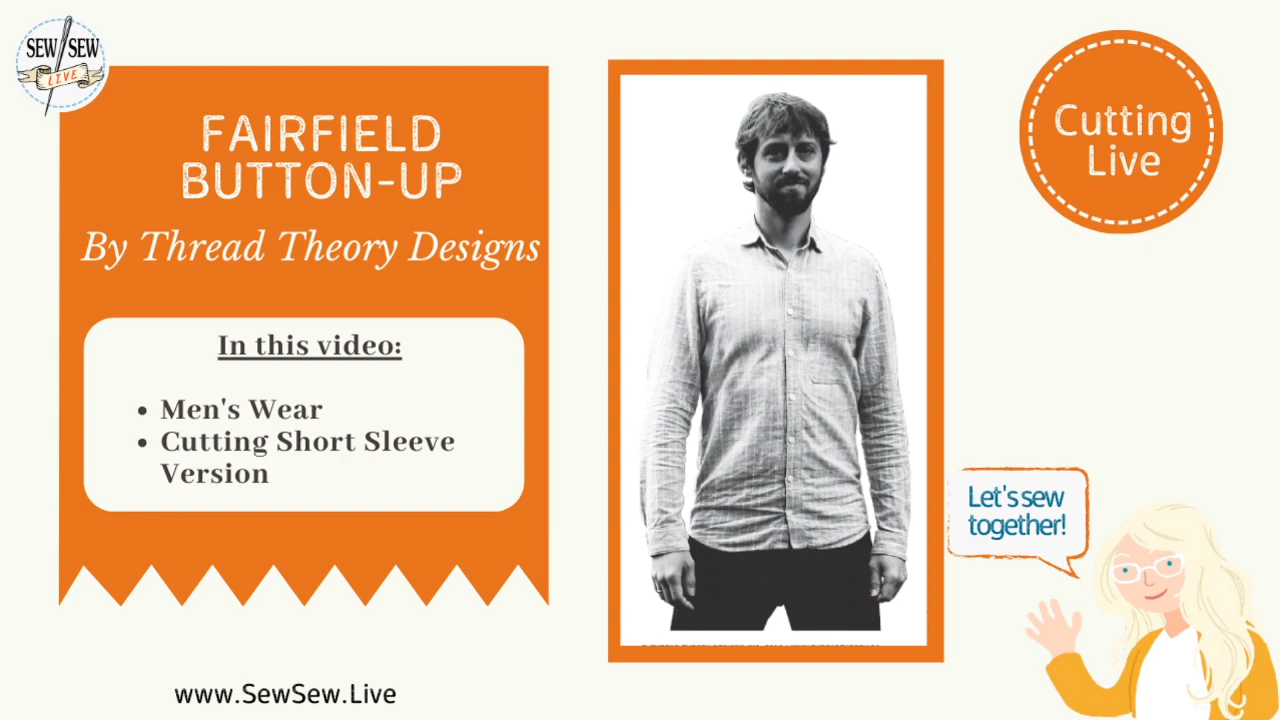 SEW SEW
LIVE
FAIRFIELD
BUTTON-UP
By Thread Theory Designs
In this video:
• Men's Wear
• Cutting Short Sleeve
Version
www.SewSew.Live
Cutting
Live
Let's sew
together!